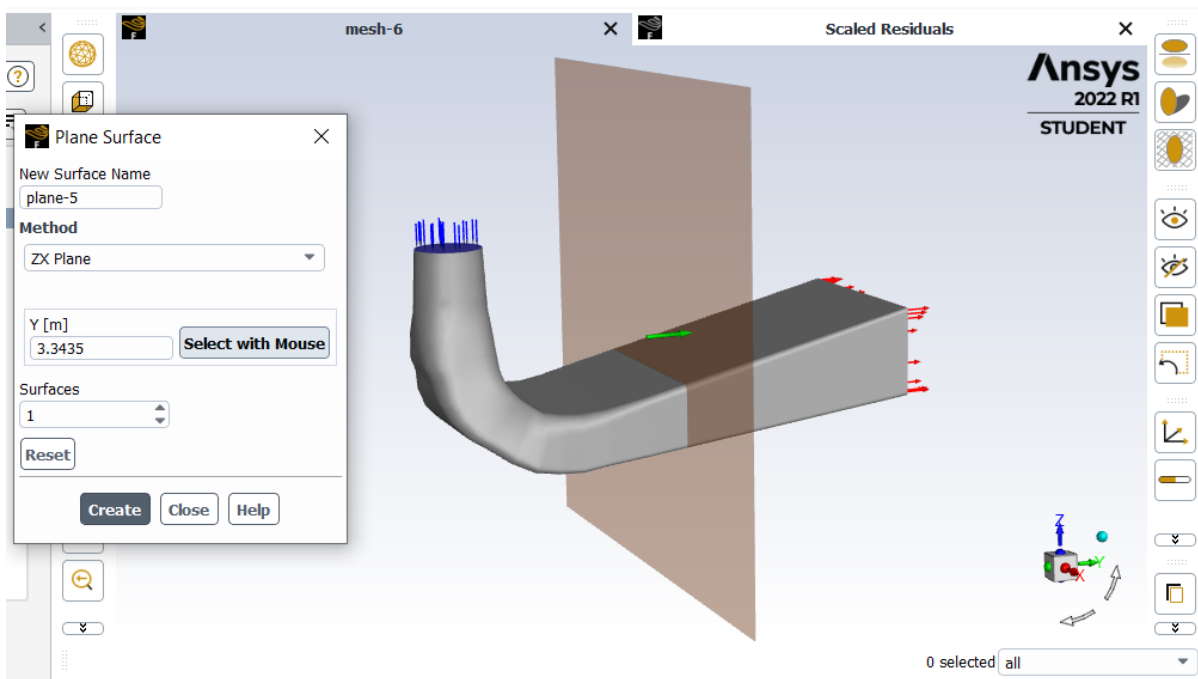 mesh-6
Scaled Residuals
Ansys
2022 R1
STUDENT
Plane Surface
New Surface Name
plane-5
Method
ZX Plane
Y [m]
3.3435
Select with Mouse
Surfaces
1
Reset
Create
Close
Help
Z
Y
X
0 selected
all